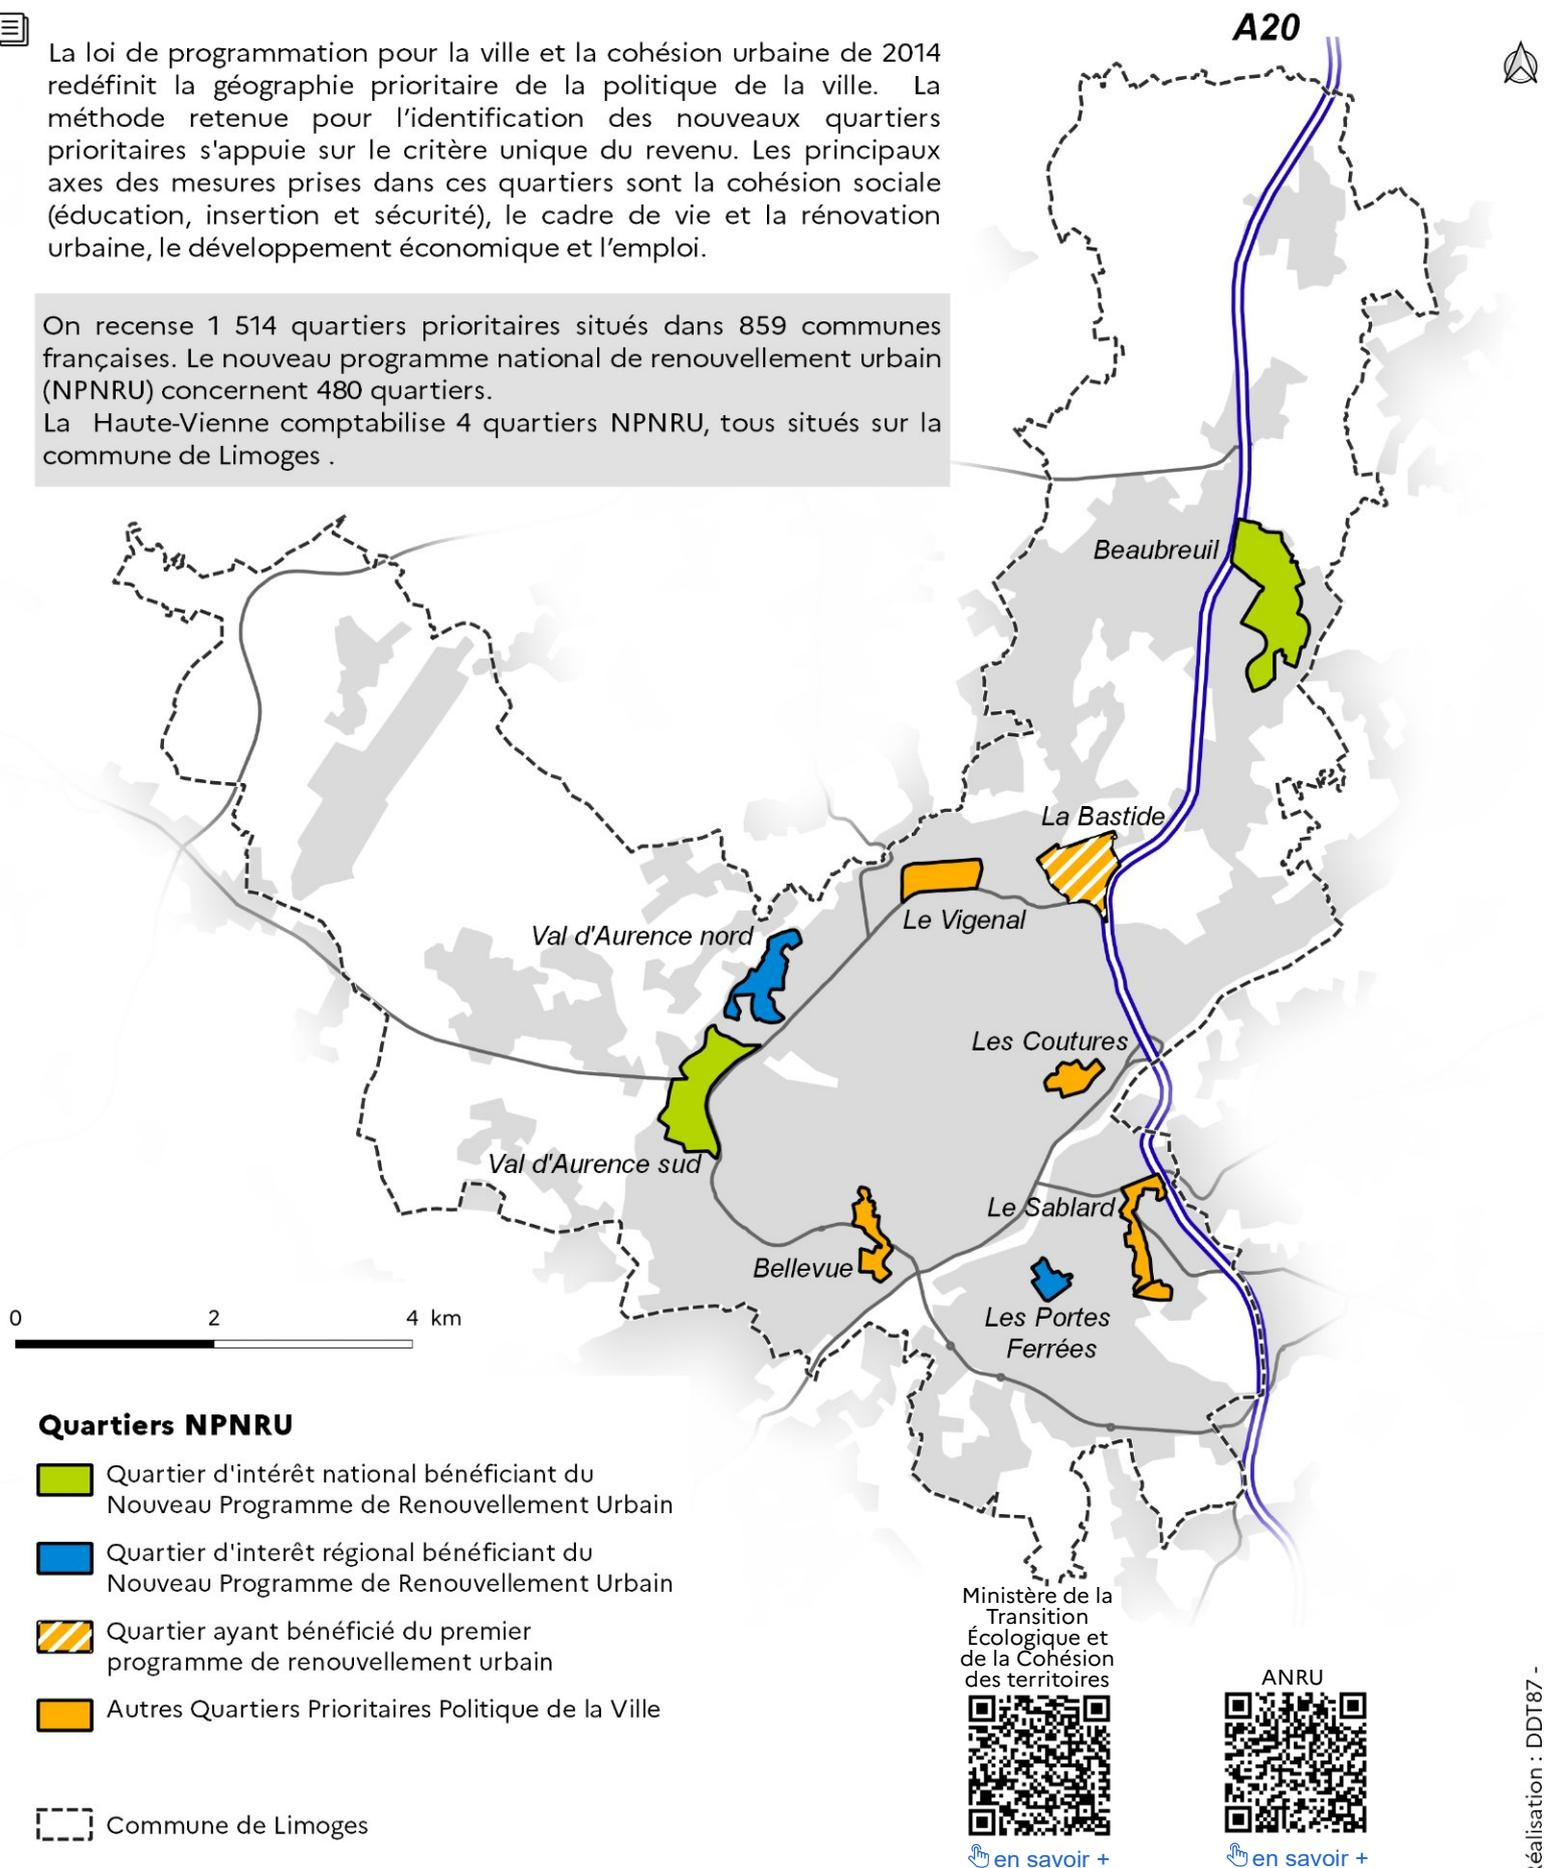 A20
La loi de programmation pour la ville et la cohésion urbaine de 2014
redéfinit la géographie prioritaire de la politique de la ville. La
méthode retenue pour l’identification des nouveaux quartiers
prioritaires s'appuie sur le critère unique du revenu. Les principaux
axes des mesures prises dans ces quartiers sont la cohésion sociale
(éducation, insertion et sécurité), le cadre de vie et la rénovation
urbaine, le développement économique et l’emploi.
On recense 1 514 quartiers prioritaires situés dans 859 communes
françaises. Le nouveau programme national de renouvellement urbain
(NPNRU) concernent 480 quartiers.
La Haute-Vienne comptabilise 4 quartiers NPNRU, tous situés sur la
commune de Limoges .
Beaubreuil
La Bastide
Le Vigenal
Val d'Aurence nord
Les Coutures
Val d'Aurence sud
Le Sablard
Bellevue
Les Portes
Ferrées
0 2 4 km
Quartiers NPNRU
Quartier d'intérêt national bénéficiant du
Nouveau Programme de Renouvellement Urbain
Quartier d'interêt régional bénéficiant du
Nouveau Programme de Renouvellement Urbain
Quartier ayant bénéficié du premier
programme de renouvellement urbain
Autres Quartiers Prioritaires Politique de la Ville
Commune de Limoges
Ministère de la
Transition
Écologique et
de la Cohésion
des territoires
en savoir +
ANRU
en savoir +
éalisation : DDT87 -